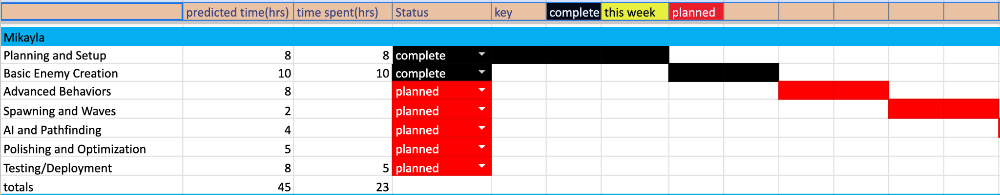 predicted time(hrs) time spent(hrs) Status key complete this week planned
Mikayla
Planning and Setup 8 8 complete
Basic Enemy Creation 10 10 complete
Advanced Behaviors 8 planned
Spawning and Waves 2 planned
AI and Pathfinding 4 planned
Polishing and Optimization 5 planned
Testing/Deployment 8 5 planned
totals 45 23